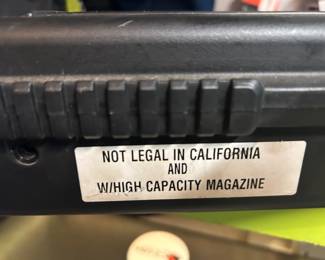 NOT LEGAL IN CALIFORNIA
AND
W/HIGH CAPACITY MAGAZINE